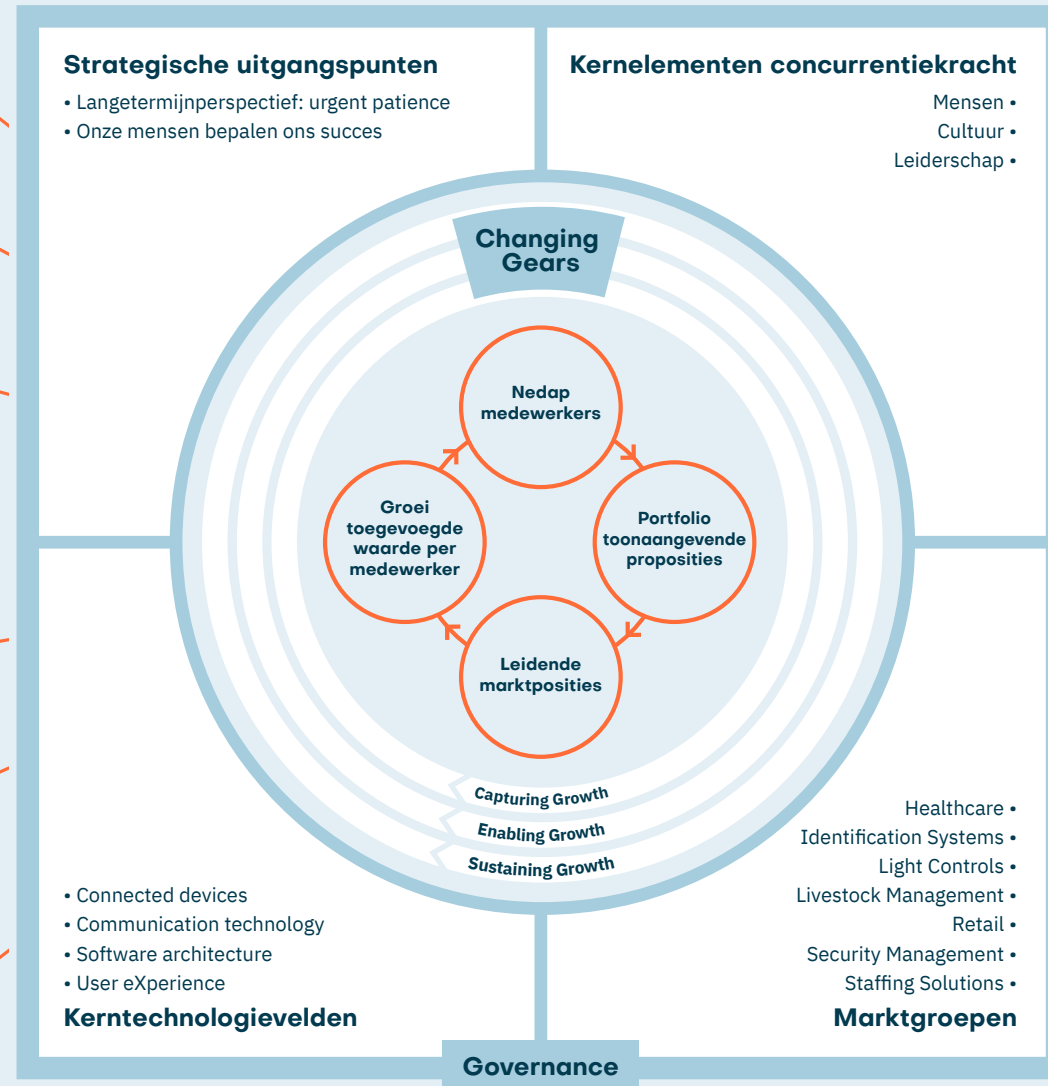 Strategische uitgangspunten
• Langetermijnperspectief: urgent patience
• Onze mensen bepalen ons succes
Kernelementen concurrentiekracht
Mensen •
Cultuur •
Leiderschap •
Changing
Gears
Nedap
medewerkers
Groei
toegevoegde
waarde per
medewerker
Portfolio
toonaangevende
proposities
Leidende
marktposities
Capturing Growth
Enabling Growth
Sustaining Growth
• Connected devices
• Communication technology
• Software architecture
• User eXperience
Kerntechnologievelden
Healthcare •
Identification Systems •
Light Controls •
Livestock Management •
Retail •
Security Management •
Staffing Solutions •
Marktgroepen
Governance